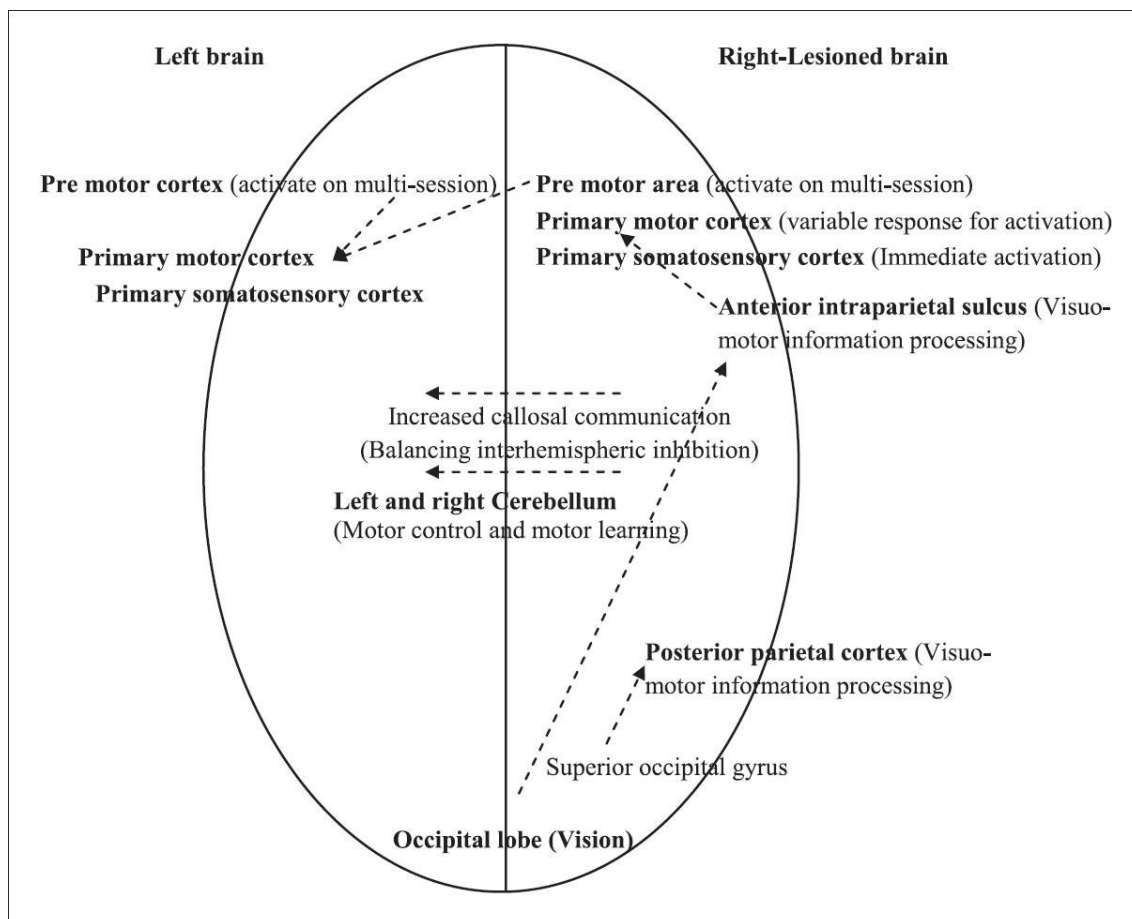 Left brain
Right-Lesioned brain
Pre motor cortex (activate on multi-session)
Pre motor area (activate on multi-session)
Primary motor cortex (variable response for activation)
Primary motor cortex
Primary somatosensory cortex (Immediate activation)
Primary somatosensory cortex
Anterior intraparietal sulcus (Visuo-
motor information processing)
Increased callosal communication
(Balancing interhemispheric inhibition)
Left and right Cerebellum
(Motor control and motor learning)
Posterior parietal cortex (Visuo-
motor information processing)
Superior occipital gyrus
Occipital lobe (Vision)